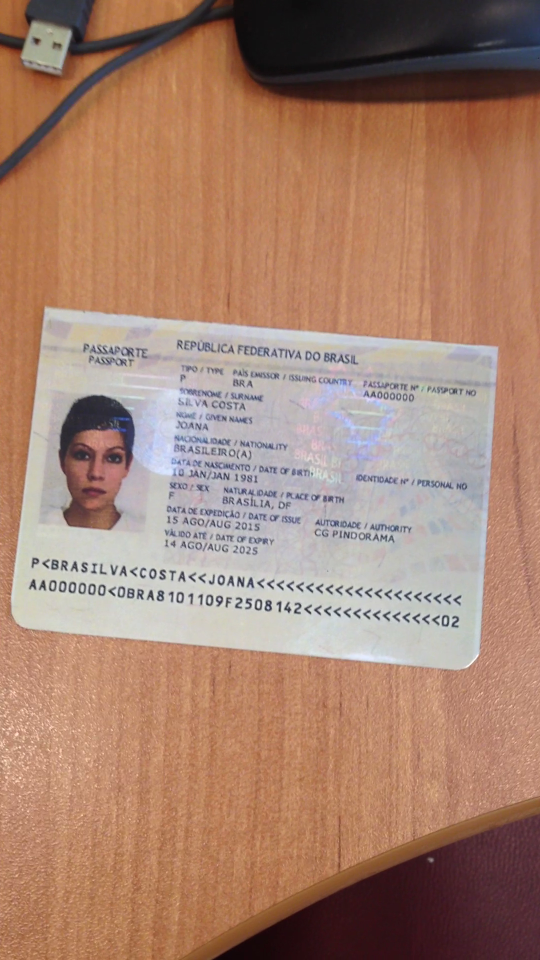 PASSAPORTE
PASSPORT
REPÚBLICA FEDERATIVA DO BRASIL
TIPO / TYPE PAÍS EMISSOR / ISSUING COUNTRY PASSAPORTE Nº / PASSPORT NO
P BRA AA000000
SOBRENOME / SURNAME
SILVA COSTA
NOME / GIVEN NAMES
JOANA
NACIONALIDADE / NATIONALITY
BRASILEIRO(A)
DATA DE NASCIMENTO / DATE OF BIRTH IDENTIDADE Nº / PERSONAL NO
10 JAN/JAN 1981
SEXO / SEX NATURALIDADE / PLACE OF BIRTH
F BRASÍLIA, DF
DATA DE EXPEDIÇÃO / DATE OF ISSUE AUTORIDADE / AUTHORITY
15 AGO/AUG 2015 CG PINDORAMA
VÁLIDO ATÉ / DATE OF EXPIRY
14 AGO/AUG 2025
P<BRASILVA<COSTA<<JOANA<<<<<<<<<<<<<<<<<<<<<
AA000000<0BRA8101109F2508142<<<<<<<<<<<<<<02